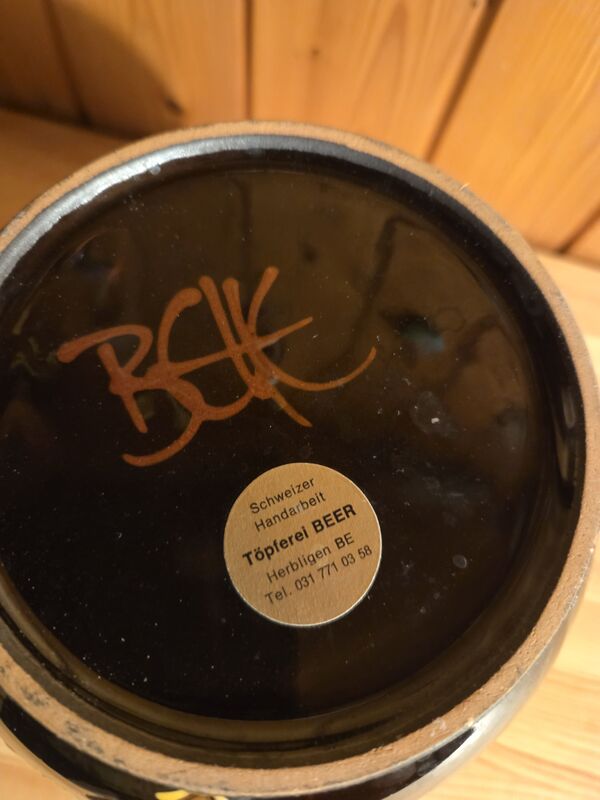 Schweizer
Handarbeit
Töpferei BEER
Herbligen BE
Tel. 031 771 03 58